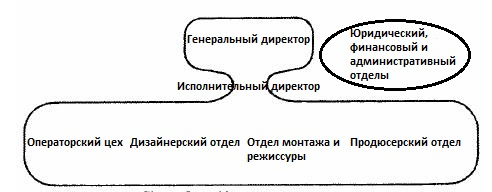 Генеральный директор
Юридический,
финансовый и
административный
отделы
Исполнительный директор
Операторский цех Дизайнерский отдел Отдел монтажа и режиссуры Продюсерский отдел